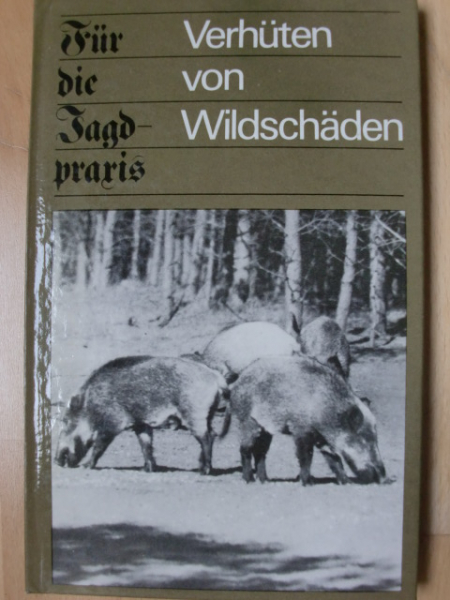 Für
die
Jagd-
praxis
Verhüten
von
Wildschäden